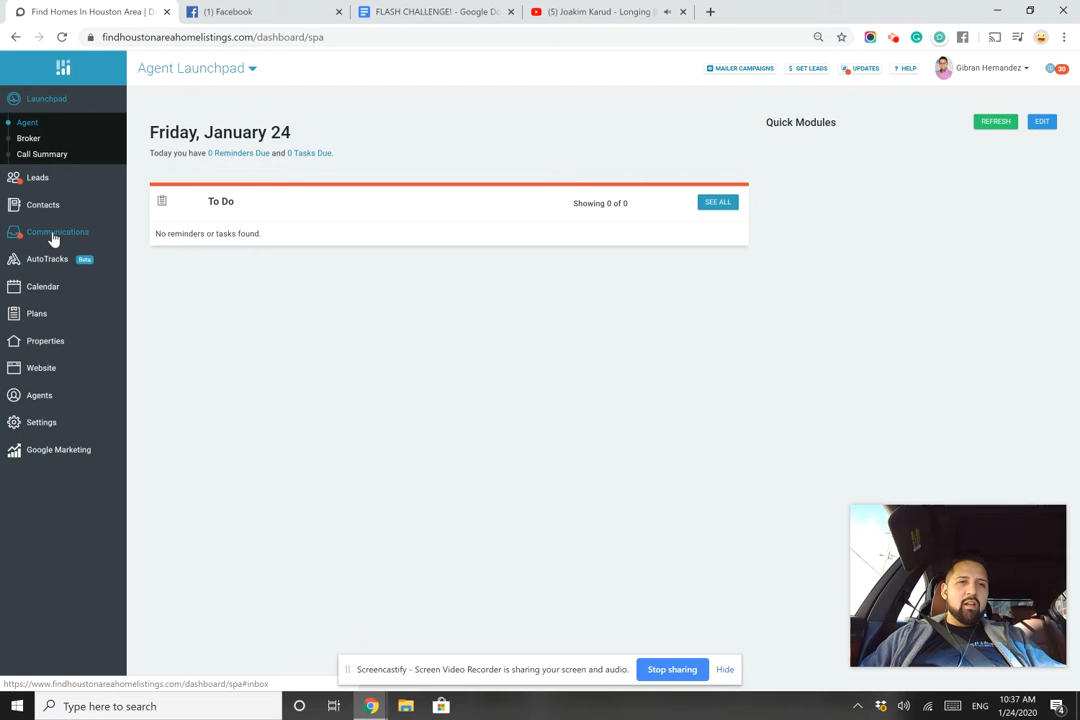 Find Homes In Houston Area | D
(1) Facebook
FLASH CHALLENGE! - Google Do
(5) Joakim Karud - Longing (
findhoustonareahomelistings.com/dashboard/spa
Agent Launchpad
MAILER CAMPAIGNS
$ GET LEADS
UPDATES
? HELP
Gibran Hernandez
30
Launchpad
Agent
Broker
Call Summary
Leads
Contacts
Communications
AutoTracks Beta
Calendar
Plans
Properties
Website
Agents
Settings
Google Marketing
Friday, January 24
Today you have 0 Reminders Due and 0 Tasks Due.
To Do
Showing 0 of 0
SEE ALL
No reminders or tasks found.
Quick Modules
REFRESH
EDIT
Screencastify - Screen Video Recorder is sharing your screen and audio.
Stop sharing
Hide
https://www.findhoustonareahomelistings.com/dashboard/spa#inbox
Type here to search
ENG
10:37 AM
1/24/2020
4